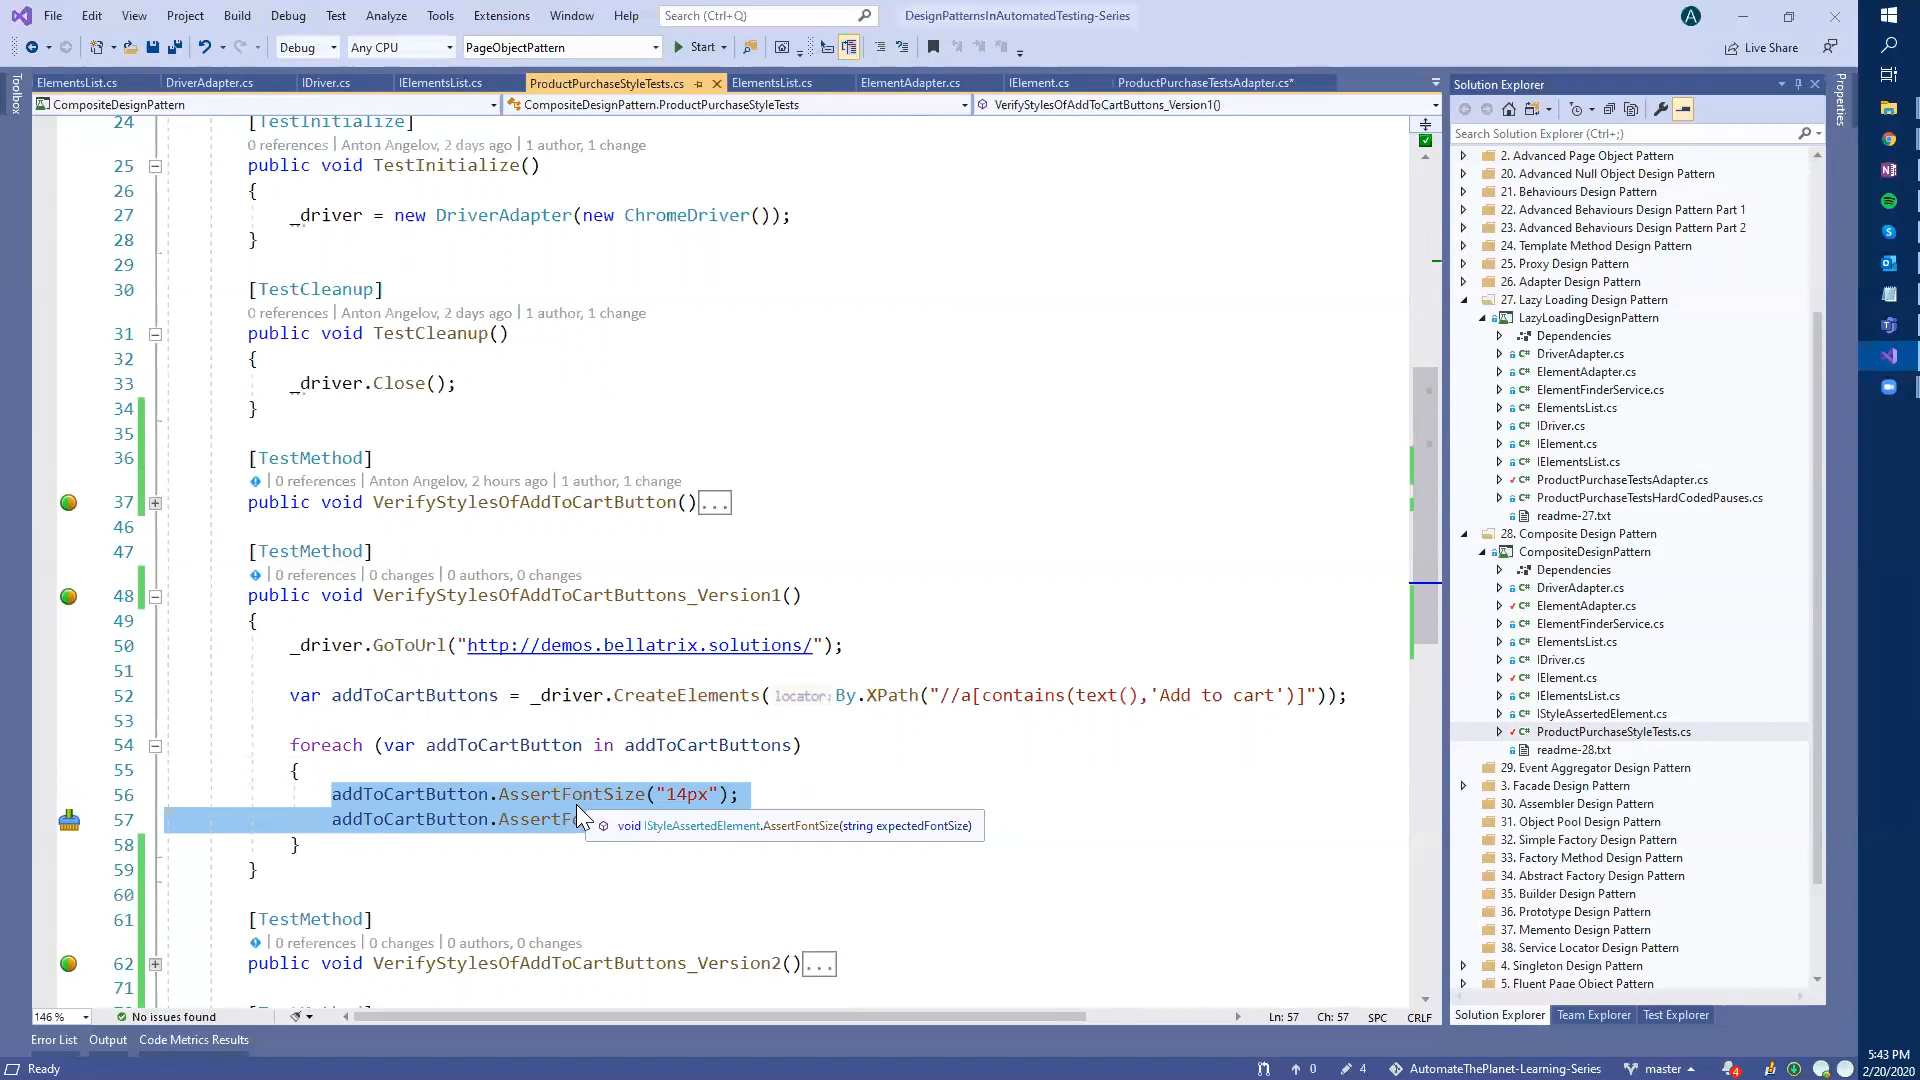 File Edit View Project Build Debug Test Analyze Tools Extensions Window Help Search (Ctrl+Q) DesignPatternsInAutomatedTesting-Series A
Debug Any CPU PageObjectPattern Start Live Share
Toolbox
ElementsList.cs DriverAdapter.cs IDriver.cs IElementsList.cs ProductPurchaseStyleTests.cs ElementsList.cs ElementAdapter.cs IElement.cs ProductPurchaseTestsAdapter.cs*
CompositeDesignPattern CompositeDesignPattern.ProductPurchaseStyleTests VerifyStylesOfAddToCartButtons_Version1()
24 [TestInitialize]
0 references | Anton Angelov, 2 days ago | 1 author, 1 change
25 public void TestInitialize()
26 {
27 _driver = new DriverAdapter(new ChromeDriver());
28 }
29
30 [TestCleanup]
0 references | Anton Angelov, 2 days ago | 1 author, 1 change
31 public void TestCleanup()
32 {
33 _driver.Close();
34 }
35
36 [TestMethod]
| 0 references | Anton Angelov, 2 hours ago | 1 author, 1 change
37 public void VerifyStylesOfAddToCartButton()...
46
47 [TestMethod]
| 0 references | 0 changes | 0 authors, 0 changes
48 public void VerifyStylesOfAddToCartButtons_Version1()
49 {
50 _driver.GoToUrl("http://demos.bellatrix.solutions/");
51
52 var addToCartButtons = _driver.CreateElements(locator: By.XPath("//a[contains(text(),'Add to cart')]"));
53
54 foreach (var addToCartButton in addToCartButtons)
55 {
56 addToCartButton.AssertFontSize("14px");
57 addToCartButton.AssertFo
void IStyleAssertedElement.AssertFontSize(string expectedFontSize)
58 }
59 }
60
61 [TestMethod]
| 0 references | 0 changes | 0 authors, 0 changes
62 public void VerifyStylesOfAddToCartButtons_Version2()...
71
146 % No issues found Ln: 57 Ch: 57 SPC CRLF
Error List Output Code Metrics Results
Ready 0 4 AutomateThePlanet-Learning-Series master 4
Solution Explorer
Search Solution Explorer (Ctrl+;)
2. Advanced Page Object Pattern
20. Advanced Null Object Design Pattern
21. Behaviours Design Pattern
22. Advanced Behaviours Design Pattern Part 1
23. Advanced Behaviours Design Pattern Part 2
24. Template Method Design Pattern
25. Proxy Design Pattern
26. Adapter Design Pattern
27. Lazy Loading Design Pattern
LazyLoadingDesignPattern
Dependencies
C# DriverAdapter.cs
C# ElementAdapter.cs
C# ElementFinderService.cs
C# ElementsList.cs
C# IDriver.cs
C# IElement.cs
C# IElementsList.cs
C# ProductPurchaseTestsAdapter.cs
C# ProductPurchaseTestsHardCodedPauses.cs
readme-27.txt
28. Composite Design Pattern
CompositeDesignPattern
Dependencies
C# DriverAdapter.cs
C# ElementAdapter.cs
C# ElementFinderService.cs
C# ElementsList.cs
C# IDriver.cs
C# IElement.cs
C# IElementsList.cs
C# IStyleAssertedElement.cs
C# ProductPurchaseStyleTests.cs
readme-28.txt
29. Event Aggregator Design Pattern
3. Facade Design Pattern
30. Assembler Design Pattern
31. Object Pool Design Pattern
32. Simple Factory Design Pattern
33. Factory Method Design Pattern
34. Abstract Factory Design Pattern
35. Builder Design Pattern
36. Prototype Design Pattern
37. Memento Design Pattern
38. Service Locator Design Pattern
4. Singleton Design Pattern
5. Fluent Page Object Pattern
Solution Explorer Team Explorer Test Explorer
Properties
5:43 PM
2/20/2020